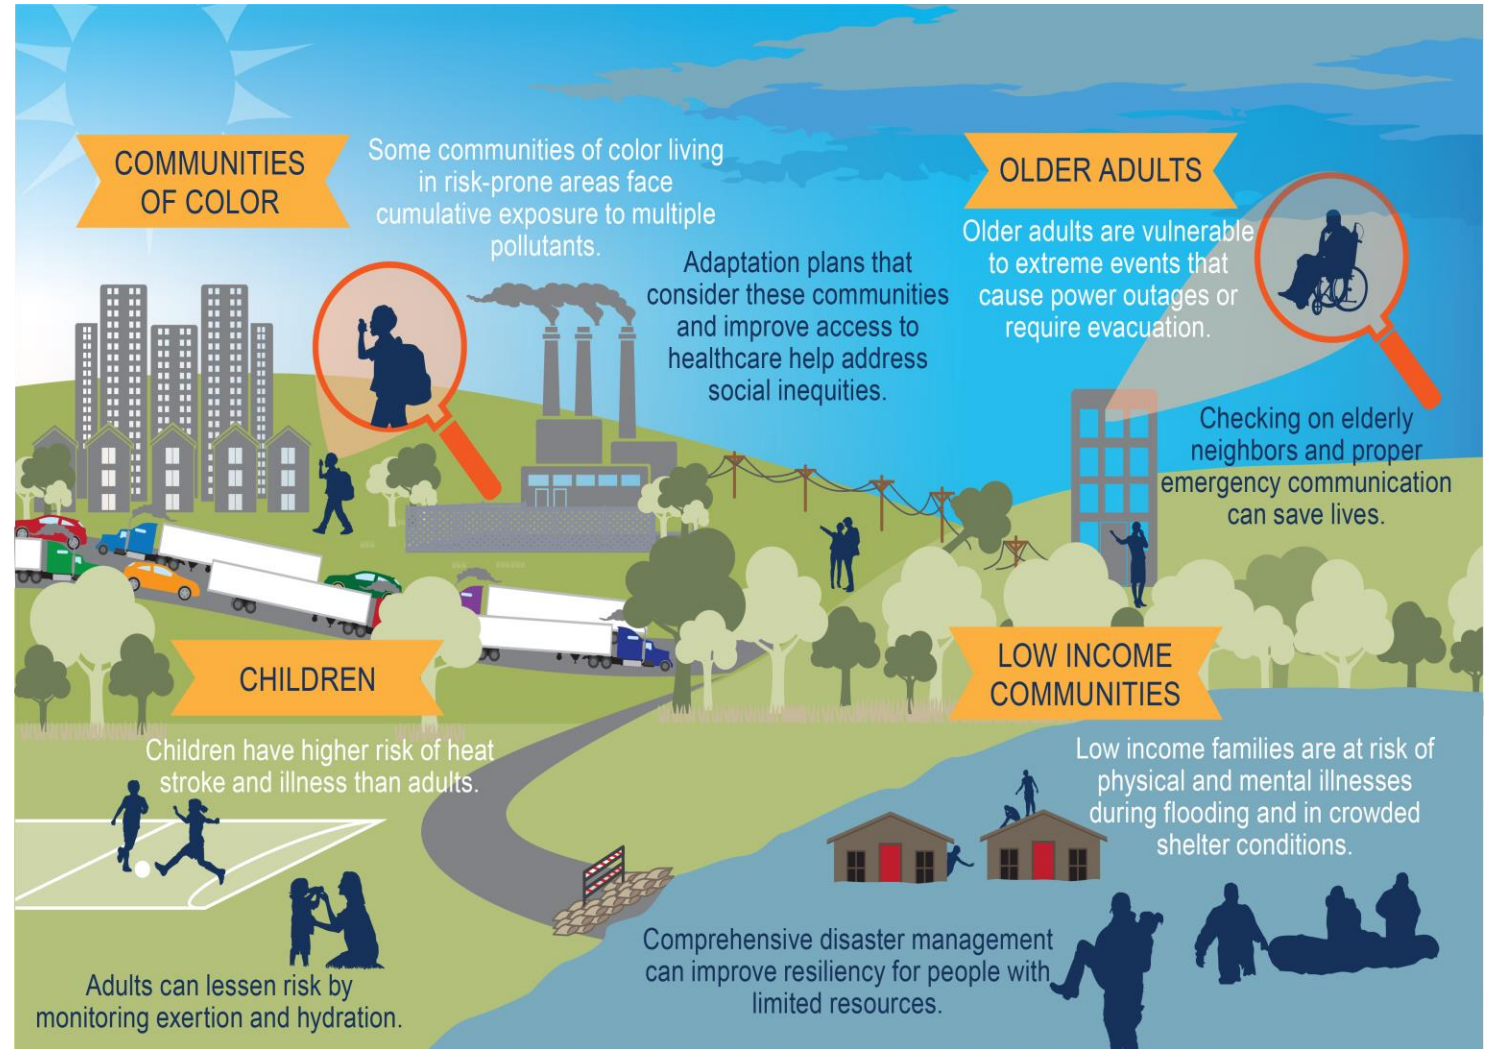 COMMUNITIES
OF COLOR
Some communities of color living
in risk-prone areas face
cumulative exposure to multiple
pollutants.
Adaptation plans that
consider these communities
and improve access to
healthcare help address
social inequities.
OLDER ADULTS
Older adults are vulnerable
to extreme events that
cause power outages or
require evacuation.
Checking on elderly
neighbors and proper
emergency communication
can save lives.
CHILDREN
Children have higher risk of heat
stroke and illness than adults.
Adults can lessen risk by
monitoring exertion and hydration.
LOW INCOME
COMMUNITIES
Low income families are at risk of
physical and mental illnesses
during flooding and in crowded
shelter conditions.
Comprehensive disaster management
can improve resiliency for people with
limited resources.